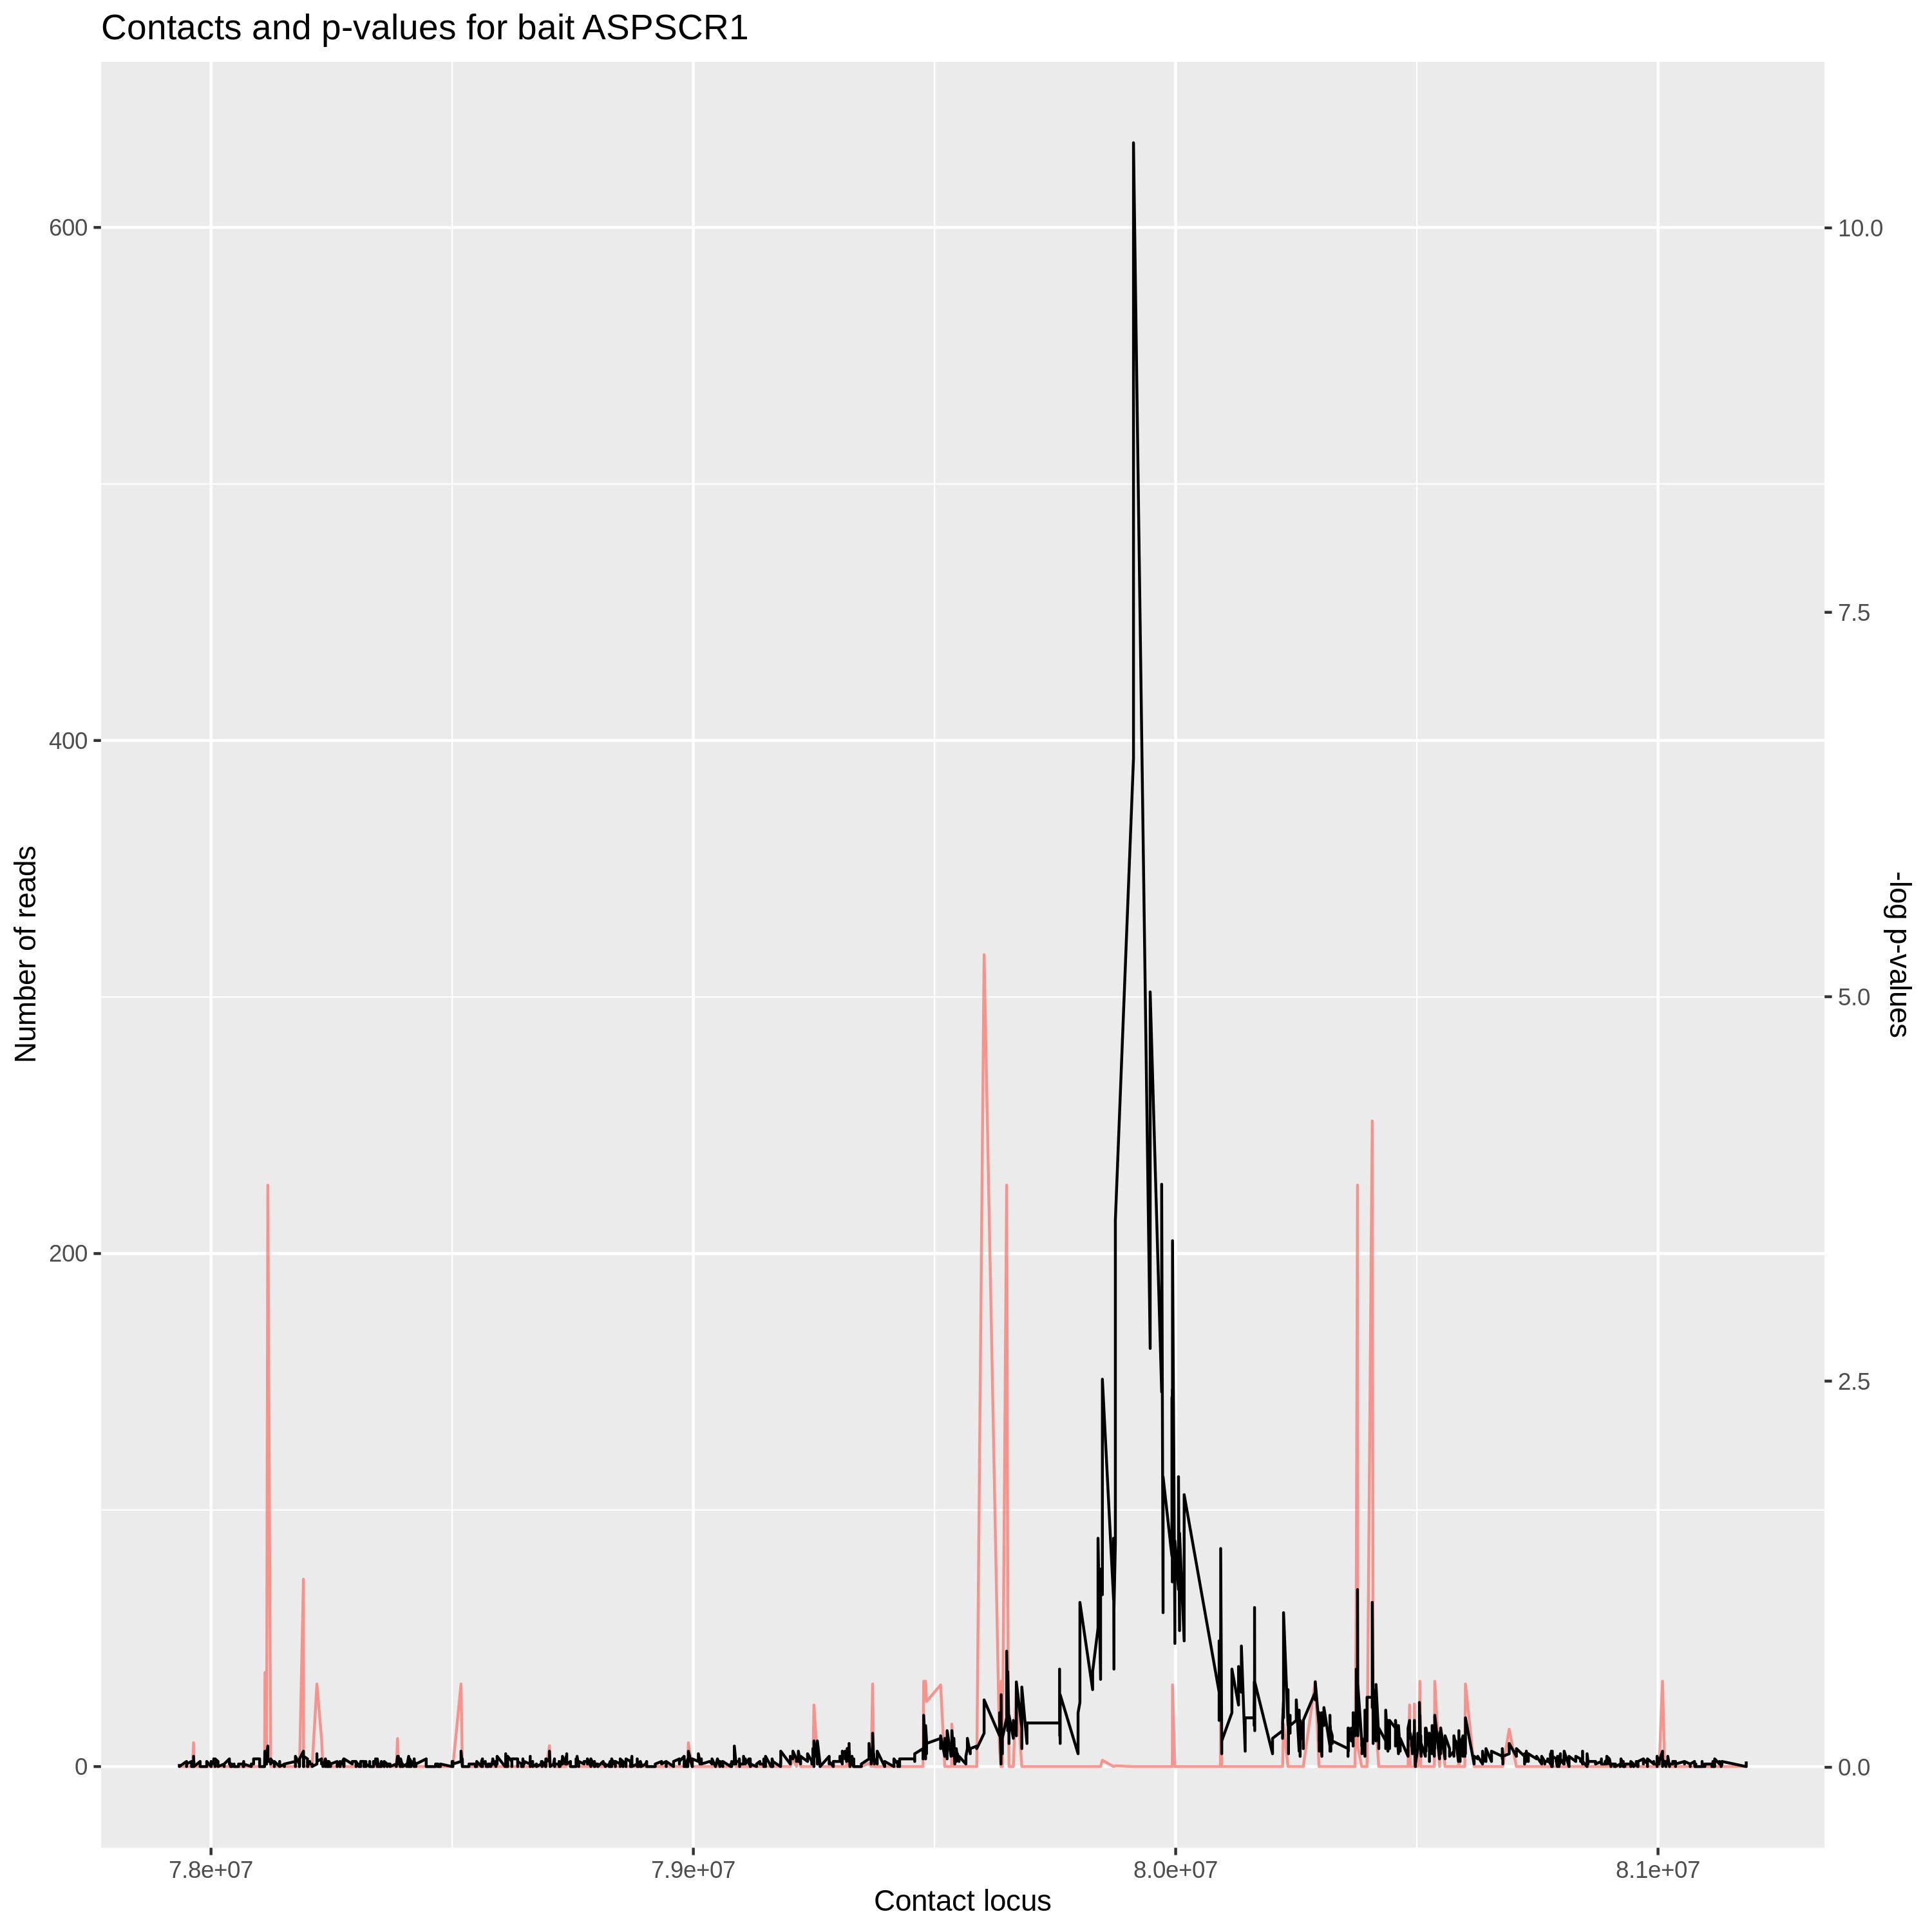 Contacts and p-values for bait ASPSCR1
600
400
200
0
Number of reads
10.0
7.5
5.0
2.5
0.0
-log p-values
7.8e+07
7.9e+07
8.0e+07
8.1e+07
Contact locus